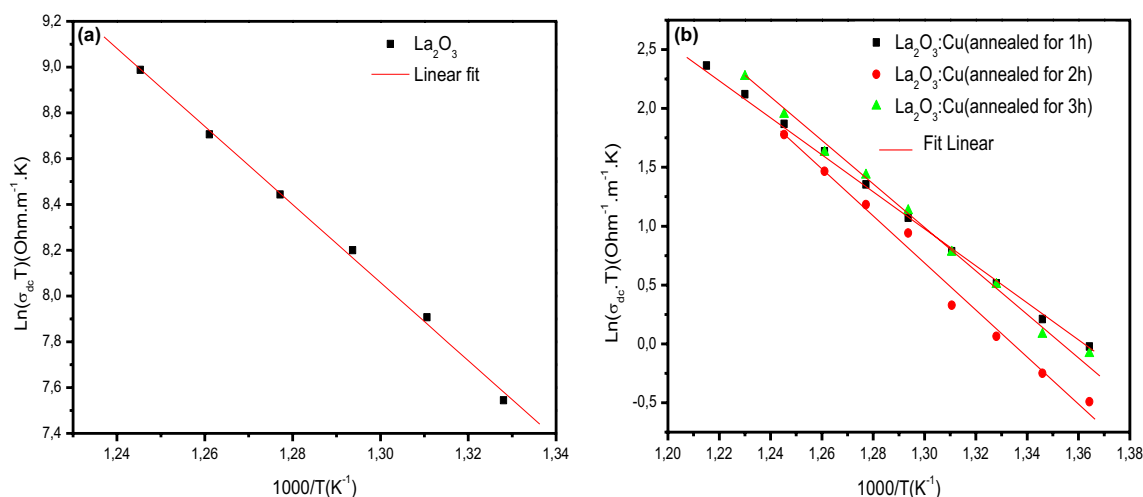 (a)
La₂O₃
Linear fit
9,2
9,0
8,8
8,6
8,4
8,2
8,0
7,8
7,6
7,4
Ln(σdcT)(Ohm.m⁻¹.K)
1,24 1,26 1,28 1,30 1,32 1,34
1000/T(K⁻¹)
(b)
La₂O₃:Cu(annealed for 1h)
La₂O₃:Cu(annealed for 2h)
La₂O₃:Cu(annealed for 3h)
Fit Linear
2,5
2,0
1,5
1,0
0,5
0,0
-0,5
Ln(σdc.T)(Ohm⁻¹.m⁻¹.K)
1,20 1,22 1,24 1,26 1,28 1,30 1,32 1,34 1,36 1,38
1000/T(K⁻¹)